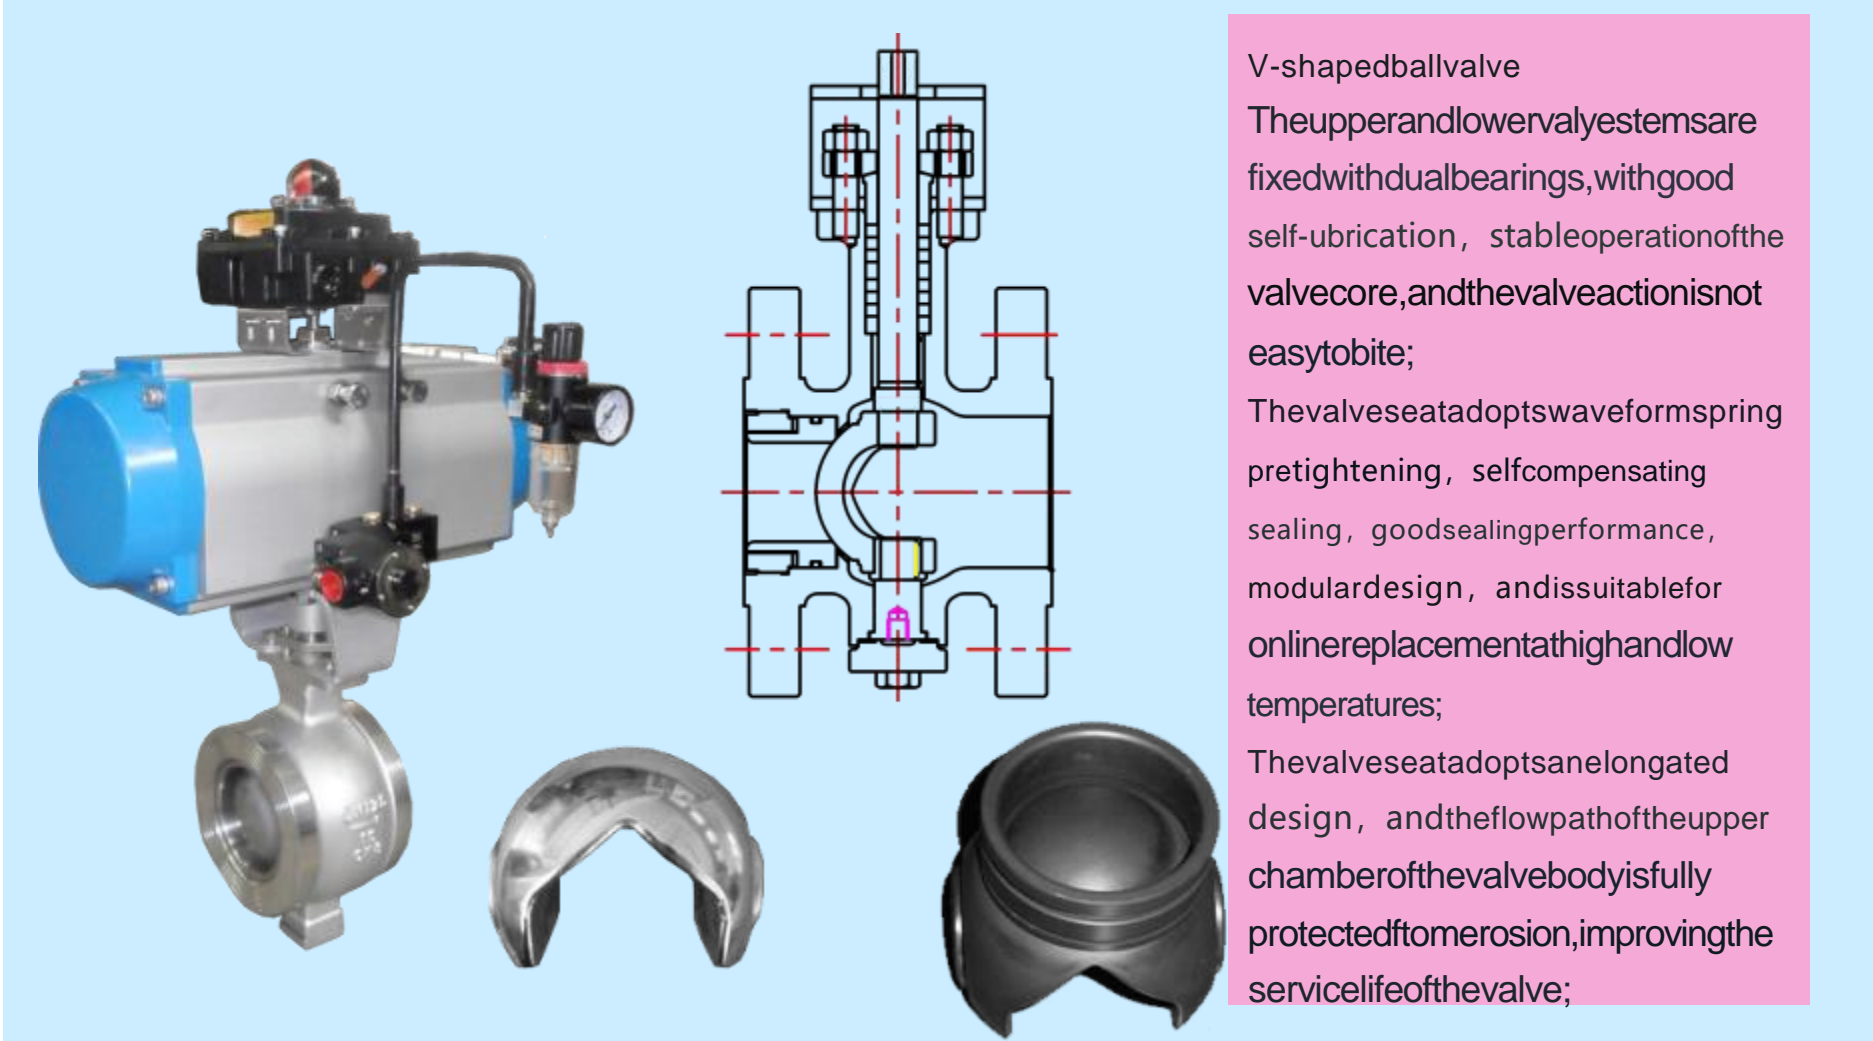 V-shapedballvalve
Theupperandlowervalyestemsare
fixedwithdualbearings,withgood
self-ubrication，stableoperationofthe
valvecore,andthevalveactionisnot
easytobite;
Thevalveseatadoptswaveformspring
pretightening，selfcompensating
sealing，goodsealingperformance，
modulardesign，andissuitablefor
onlinereplacementathighandlow
temperatures;
Thevalveseatadoptsanelongated
design，andtheflowpathoftheupper
chamberofthevalvebodyisfully
protectedftomerosion,improvingthe
servicelifeofthevalve;